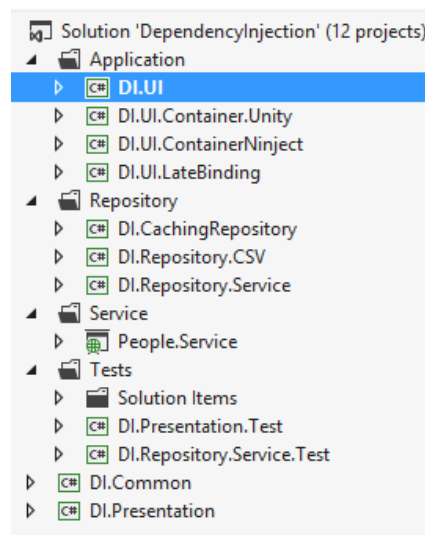 Solution 'DependencyInjection' (12 projects)
Application
C# DI.UI
C# DI.UI.Container.Unity
C# DI.UI.ContainerNinject
C# DI.UI.LateBinding
Repository
C# DI.CachingRepository
C# DI.Repository.CSV
C# DI.Repository.Service
Service
People.Service
Tests
Solution Items
C# DI.Presentation.Test
C# DI.Repository.Service.Test
C# DI.Common
C# DI.Presentation